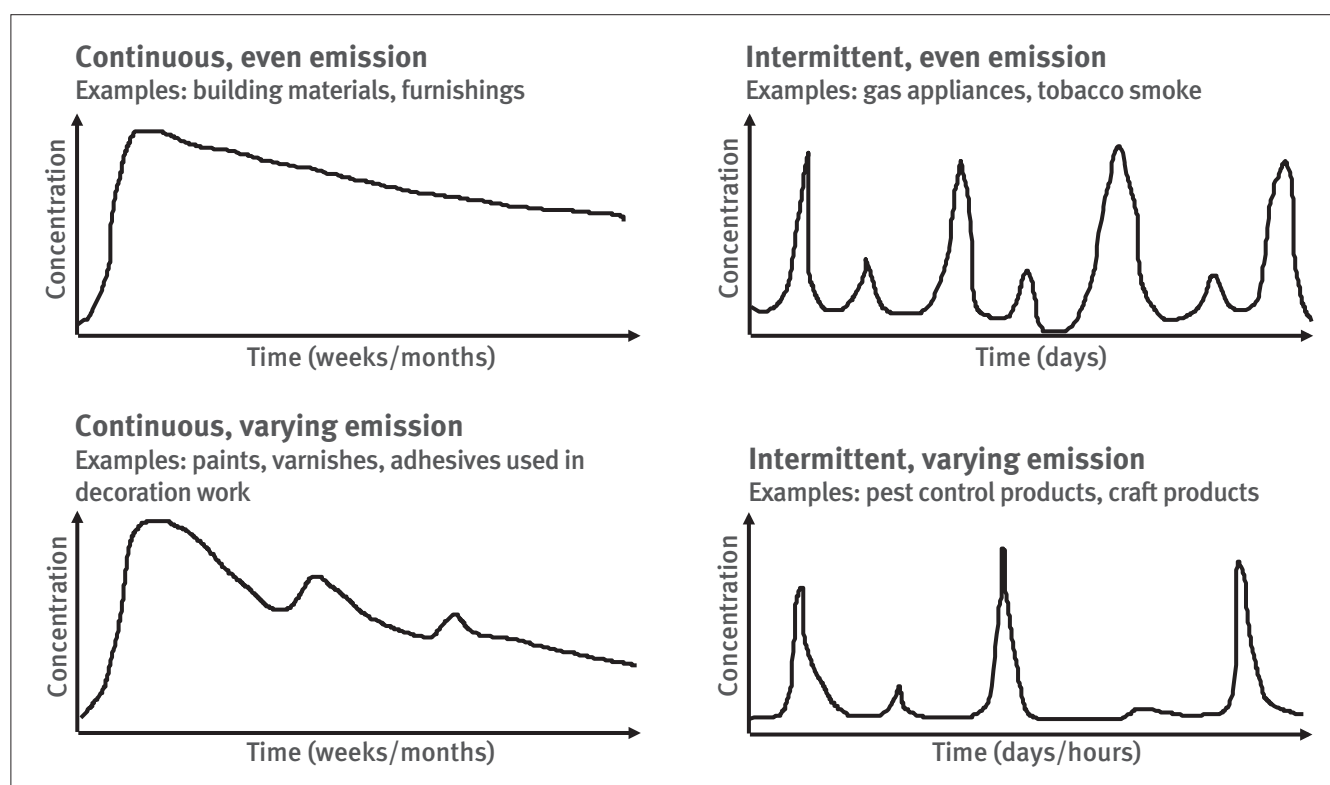 Continuous, even emission
Examples: building materials, furnishings
Concentration
Time (weeks/months)
Intermittent, even emission
Examples: gas appliances, tobacco smoke
Concentration
Time (days)
Continuous, varying emission
Examples: paints, varnishes, adhesives used in
decoration work
Concentration
Time (weeks/months)
Intermittent, varying emission
Examples: pest control products, craft products
Concentration
Time (days/hours)